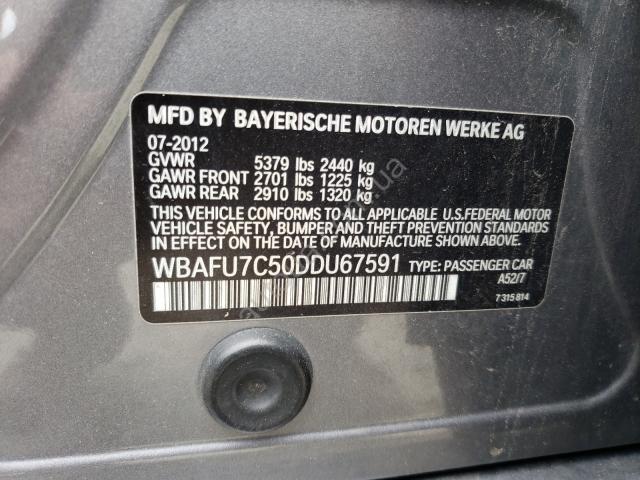 MFD BY BAYERISCHE MOTOREN WERKE AG
07-2012
GVWR 5379 lbs 2440 kg
GAWR FRONT 2701 lbs 1225 kg
GAWR REAR 2910 lbs 1320 kg
THIS VEHICLE CONFORMS TO ALL APPLICABLE U.S.FEDERAL MOTOR
VEHICLE SAFETY, BUMPER AND THEFT PREVENTION STANDARDS
IN EFFECT ON THE DATE OF MANUFACTURE SHOWN ABOVE.
WBAFU7C50DDU67591 TYPE: PASSENGER CAR
A52/7
7 315 814